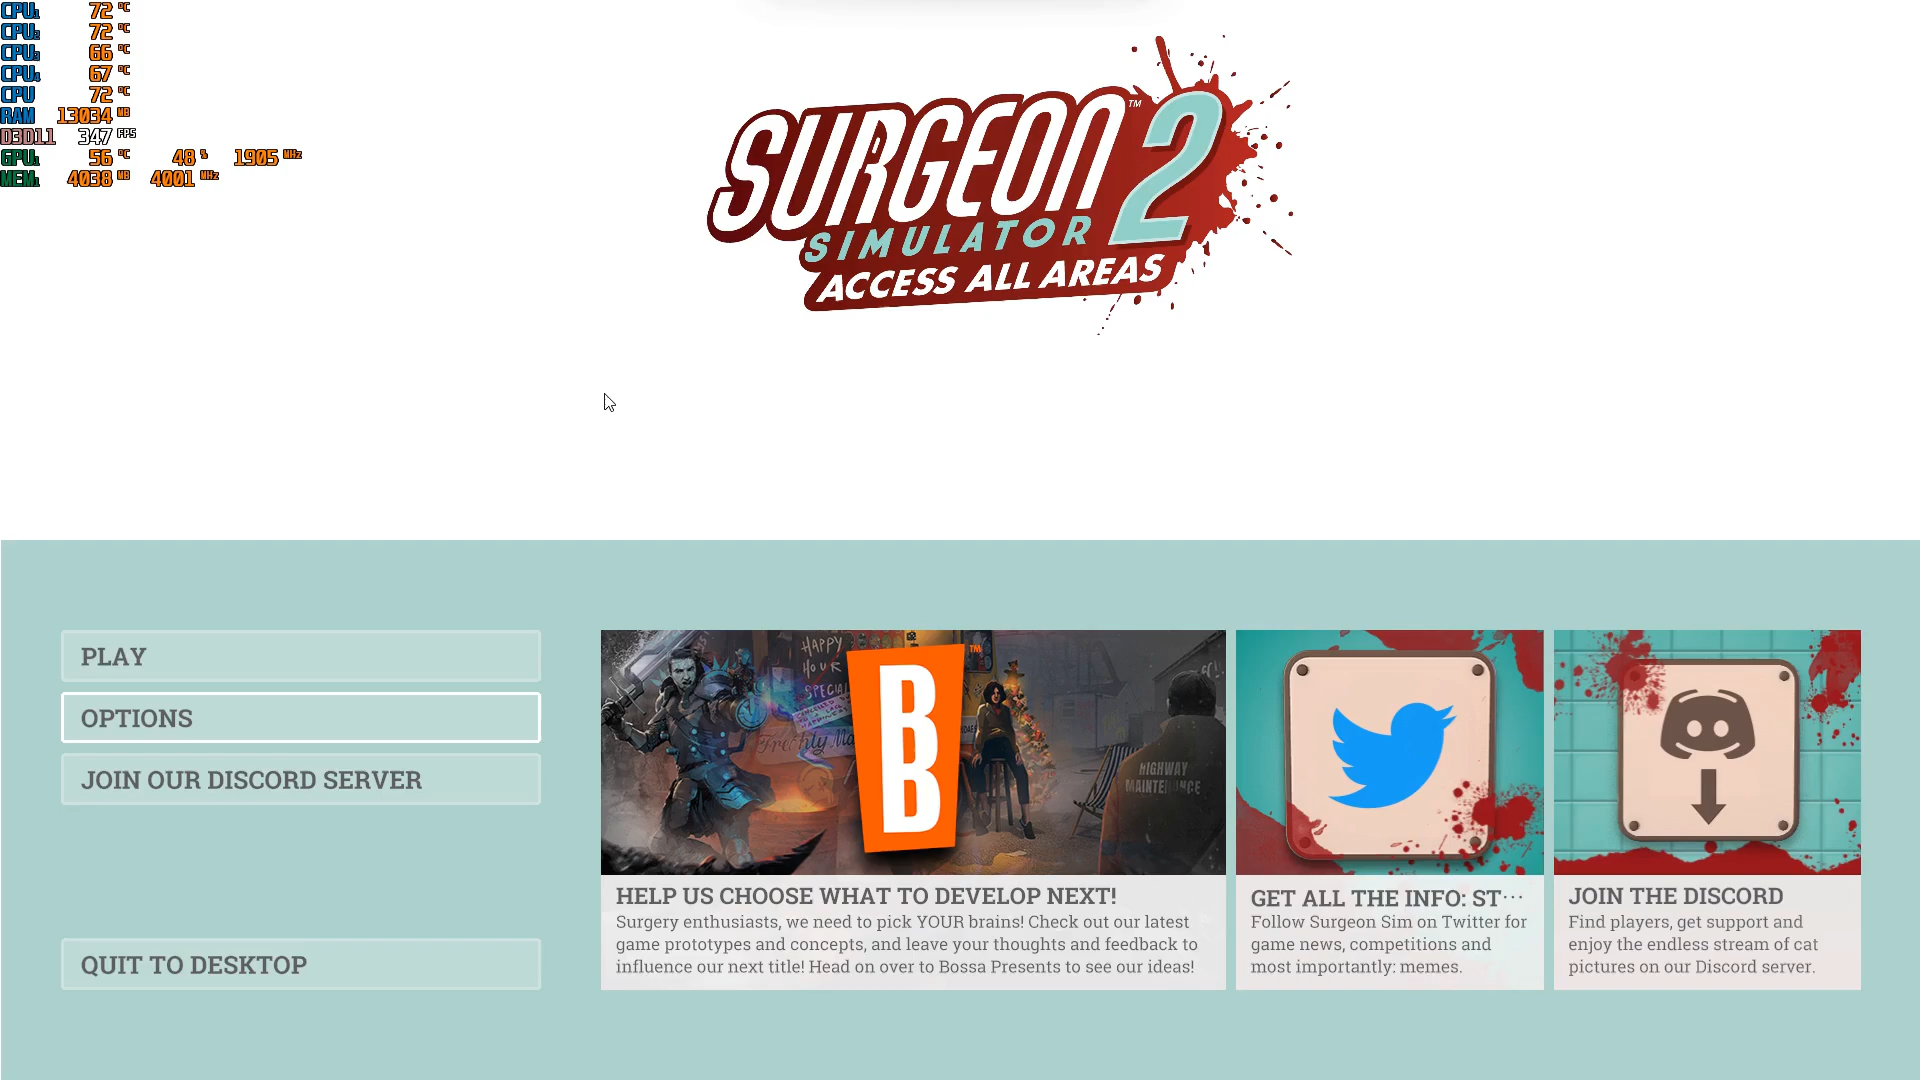 CPU1 72 °C
CPU2 72 °C
CPU3 66 °C
CPU4 67 °C
CPU 72 °C
RAM 13034 MB
D3D11 347 FPS
GPU1 56 °C 48 % 1905 MHz
MEM1 4038 MB 4001 MHz
SURGEON 2 ™
SIMULATOR
ACCESS ALL AREAS
PLAY
OPTIONS
JOIN OUR DISCORD SERVER
QUIT TO DESKTOP
HAPPY
HOUR
SPECIAL
B
B
™
HIGHWAY
MAINTENANCE
HELP US CHOOSE WHAT TO DEVELOP NEXT!
Surgery enthusiasts, we need to pick YOUR brains! Check out our latest
game prototypes and concepts, and leave your thoughts and feedback to
influence our next title! Head on over to Bossa Presents to see our ideas!
GET ALL THE INFO: ST···
Follow Surgeon Sim on Twitter for
game news, competitions and
most importantly: memes.
JOIN THE DISCORD
Find players, get support and
enjoy the endless stream of cat
pictures on our Discord server.